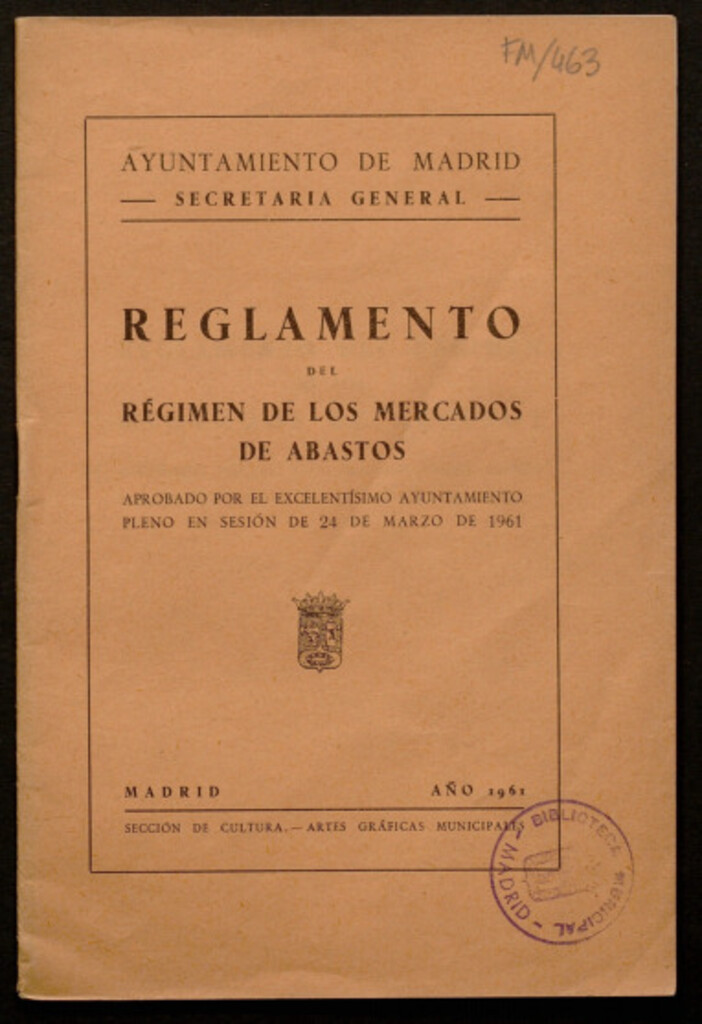 FM/463
AYUNTAMIENTO DE MADRID
— SECRETARIA GENERAL —
REGLAMENTO
DEL
RÉGIMEN DE LOS MERCADOS
DE ABASTOS
APROBADO POR EL EXCELENTÍSIMO AYUNTAMIENTO
PLENO EN SESIÓN DE 24 DE MARZO DE 1961
MADRID AÑO 1961
SECCIÓN DE CULTURA.—ARTES GRÁFICAS MUNICIPALES
BIBLIOTECA MUNICIPAL - MADRID -